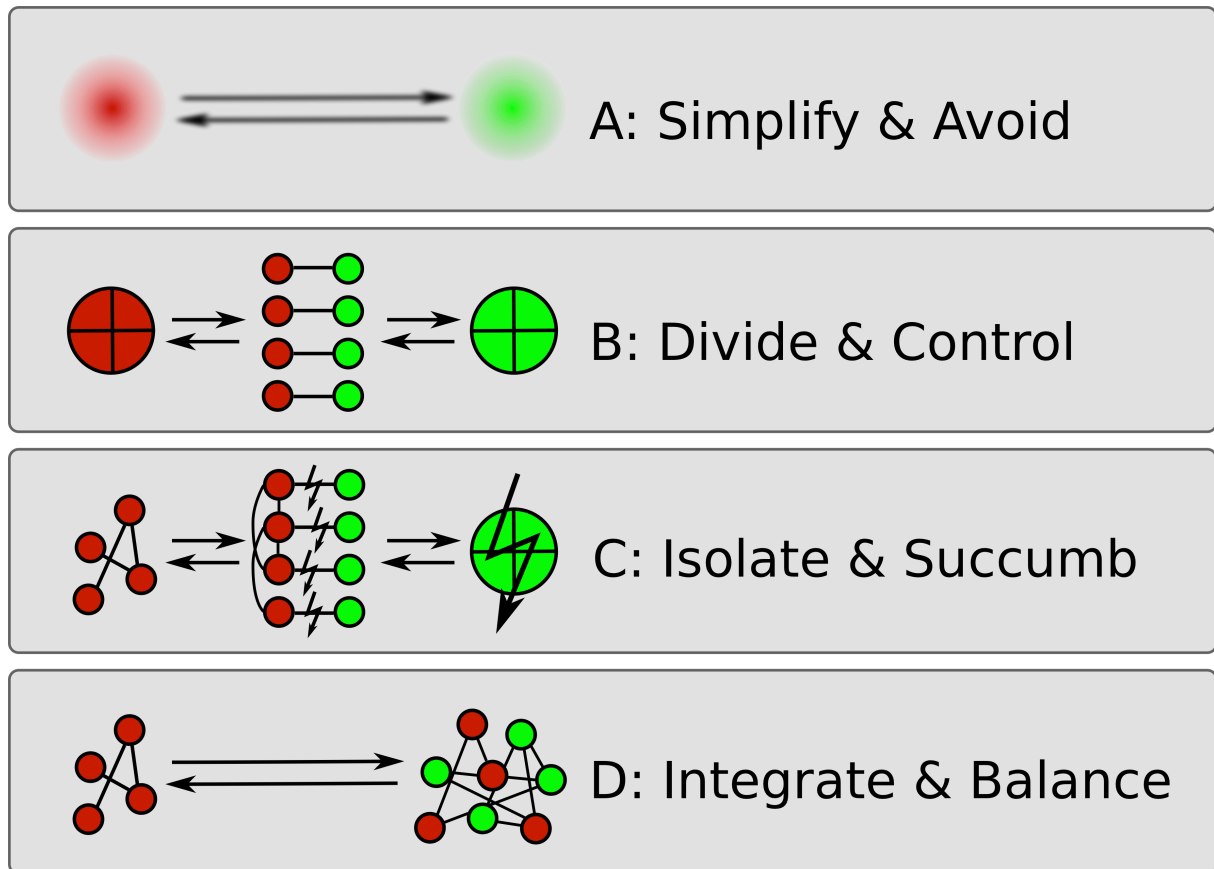 A: Simplify & Avoid
B: Divide & Control
C: Isolate & Succumb
D: Integrate & Balance